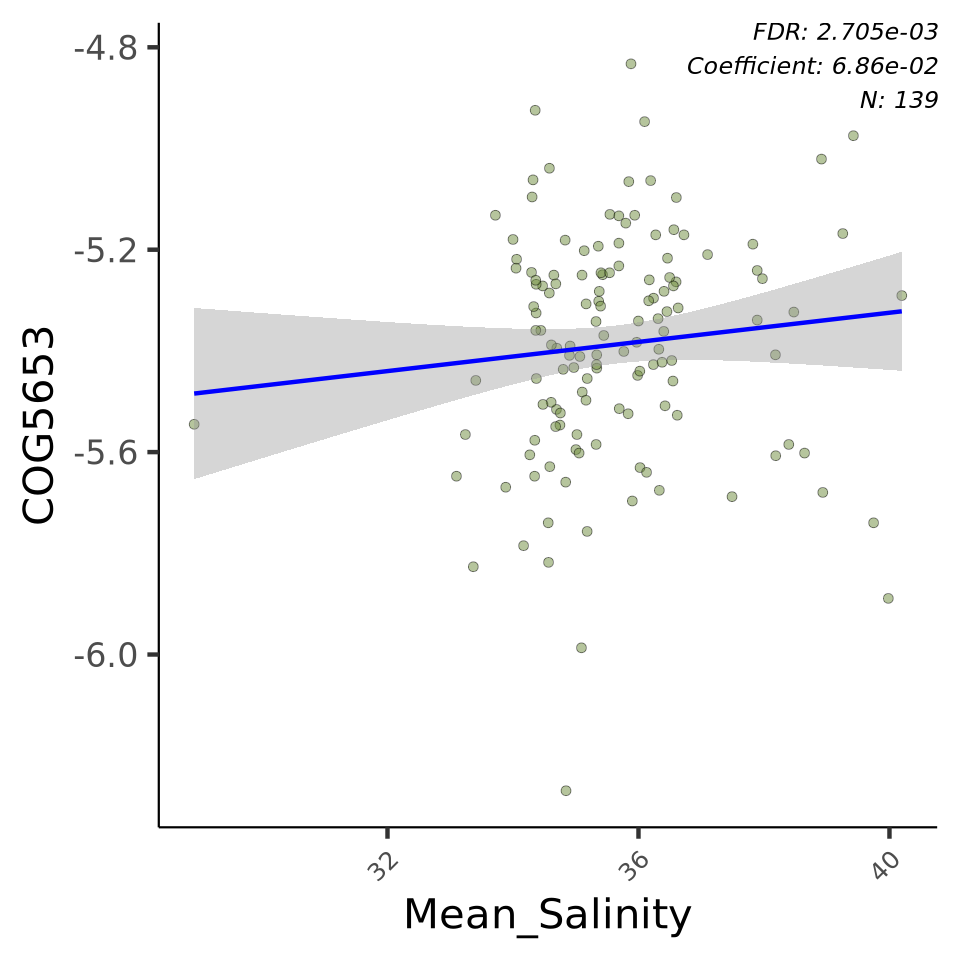 FDR: 2.705e-03
Coefficient: 6.86e-02
N: 139
-4.8
-5.2
-5.6
-6.0
COG5653
32
36
40
Mean_Salinity